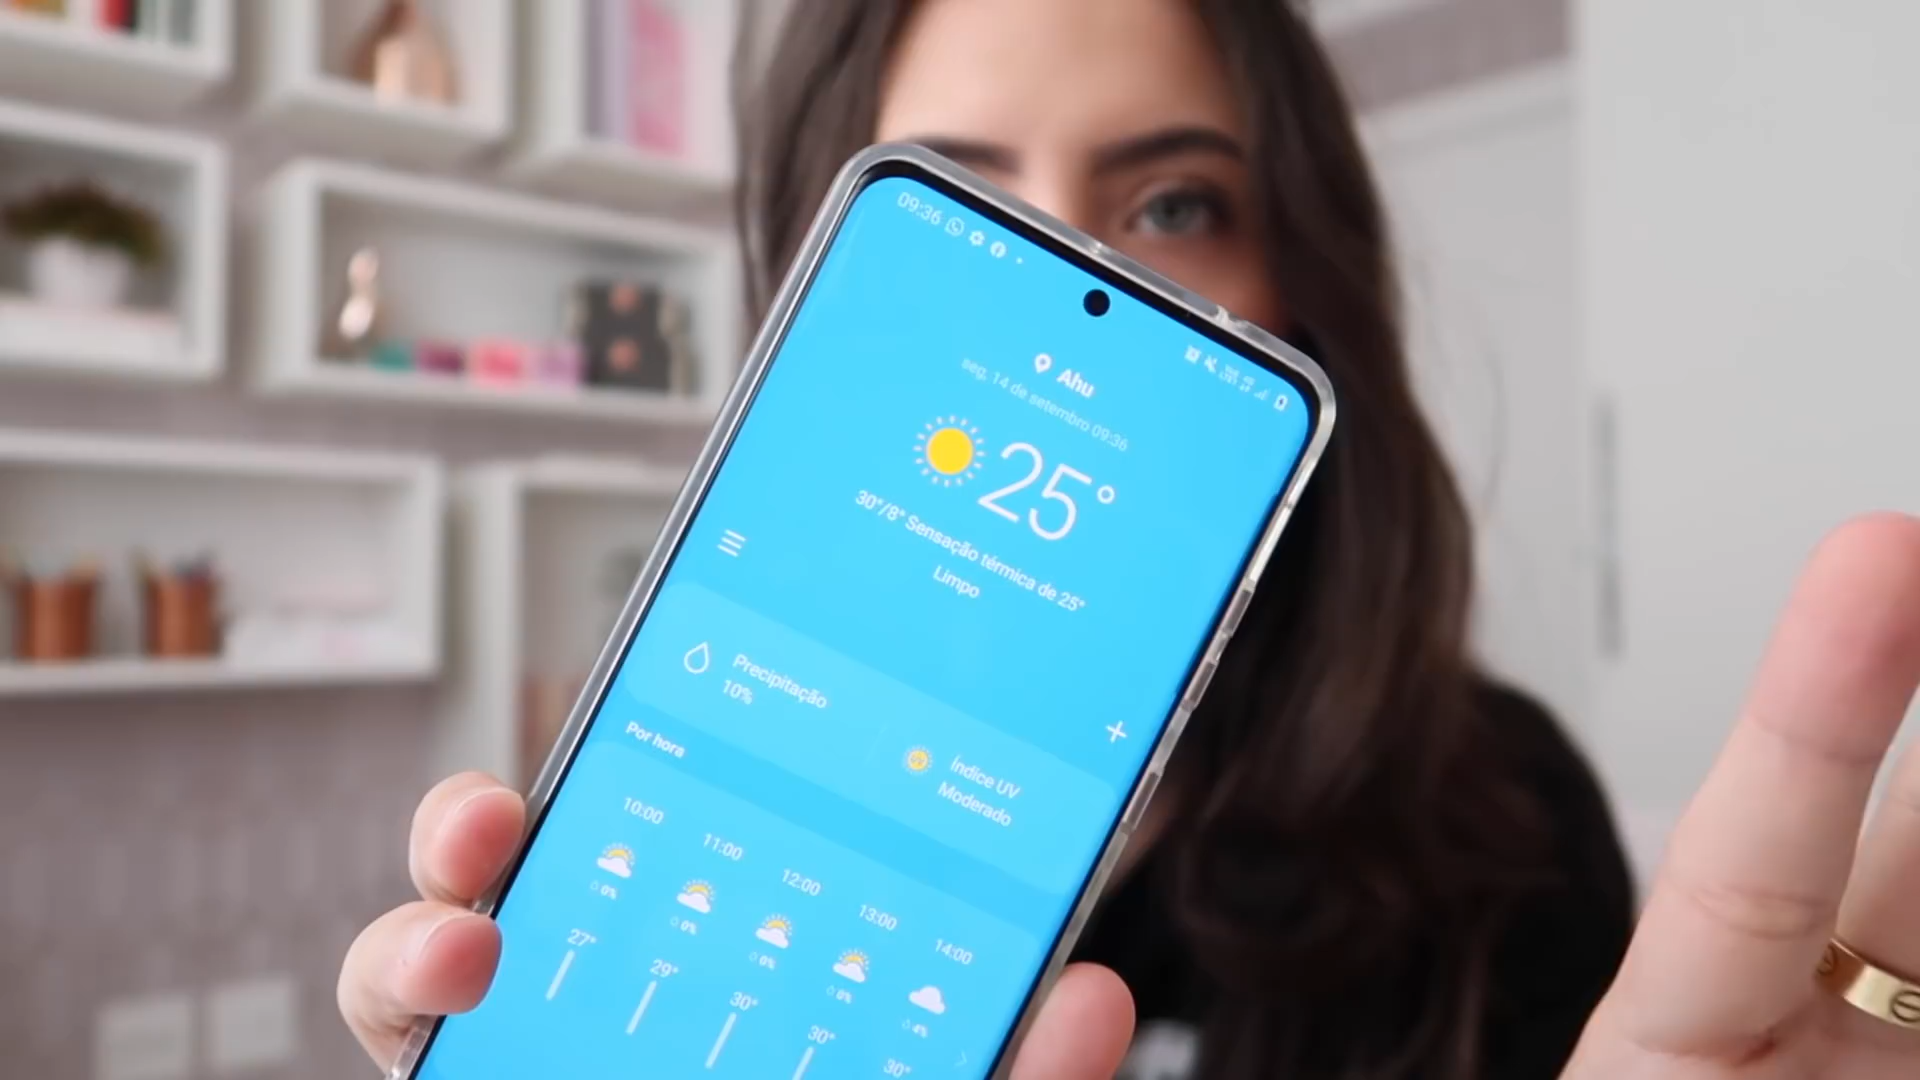 09:36
Ahu
seg, 14 de setembro 09:36
25°
30°/8° Sensação térmica de 25°
Limpo
Precipitação
10%
Índice UV
Moderado
Por hora
10:00 11:00 12:00 13:00 14:00
0% 0% 0% 0% 4%
27° 29° 30° 30° 30°